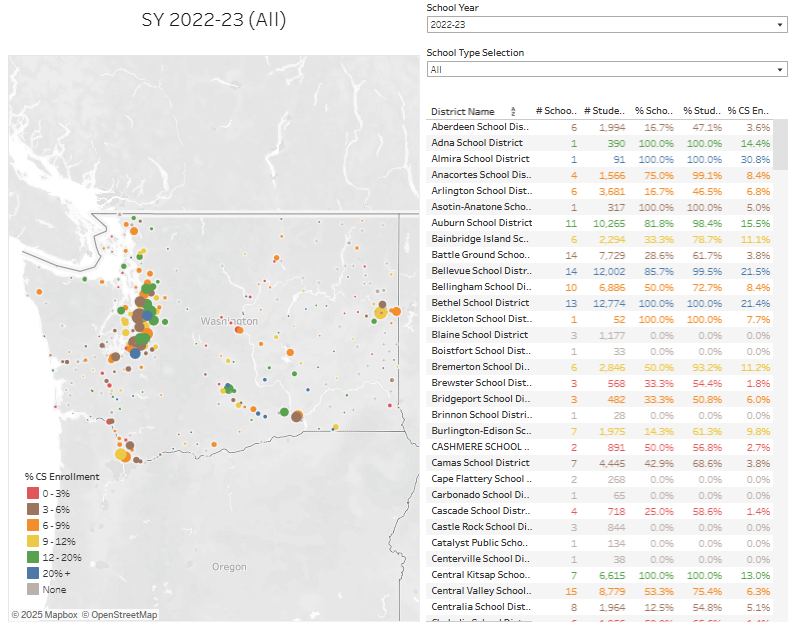 SY 2022-23 (All)
School Year
2022-23
School Type Selection
All
District Name # Schoo.. # Stude.. % Scho.. % Stud.. % CS En..
Aberdeen School Dis.. 6 1,994 16.7% 47.1% 3.6%
Adna School District 1 390 100.0% 100.0% 14.4%
Almira School District 1 91 100.0% 100.0% 30.8%
Anacortes School Dis.. 4 1,566 75.0% 99.1% 8.4%
Arlington School Dist.. 6 3,681 16.7% 46.5% 6.8%
Asotin-Anatone Scho.. 1 317 100.0% 100.0% 5.0%
Auburn School District 11 10,265 81.8% 98.4% 15.5%
Bainbridge Island Sc.. 6 2,294 33.3% 78.7% 11.1%
Battle Ground Schoo.. 14 7,729 28.6% 61.7% 3.8%
Bellevue School Distr.. 14 12,002 85.7% 99.5% 21.5%
Bellingham School Di.. 10 6,886 50.0% 72.7% 8.4%
Bethel School District 13 12,774 100.0% 100.0% 21.4%
Bickleton School Dist.. 1 52 100.0% 100.0% 7.7%
Blaine School District 3 1,177 0.0% 0.0% 0.0%
Boistfort School Dist.. 1 33 0.0% 0.0% 0.0%
Bremerton School Di.. 6 2,846 50.0% 93.2% 11.2%
Brewster School Dist.. 3 568 33.3% 54.4% 1.8%
Bridgeport School Di.. 3 482 33.3% 50.8% 6.0%
Brinnon School Distri.. 1 28 0.0% 0.0% 0.0%
Burlington-Edison Sc.. 7 1,975 14.3% 61.3% 9.8%
CASHMERE SCHOOL .. 2 891 50.0% 56.8% 2.7%
Camas School District 7 4,445 42.9% 68.6% 3.8%
Cape Flattery School .. 2 268 0.0% 0.0% 0.0%
Carbonado School Di.. 1 65 0.0% 0.0% 0.0%
Cascade School Distr.. 4 718 25.0% 58.6% 1.4%
Castle Rock School Di.. 3 844 0.0% 0.0% 0.0%
Catalyst Public Scho.. 1 134 0.0% 0.0% 0.0%
Centerville School Di.. 1 38 0.0% 0.0% 0.0%
Central Kitsap Schoo.. 7 6,615 100.0% 100.0% 13.0%
Central Valley School.. 15 8,779 53.3% 75.4% 6.3%
Centralia School Dist.. 8 1,964 12.5% 54.8% 5.1%
Washington
Oregon
% CS Enrollment
0 - 3%
3 - 6%
6 - 9%
9 - 12%
12 - 20%
20% +
None
© 2025 Mapbox © OpenStreetMap